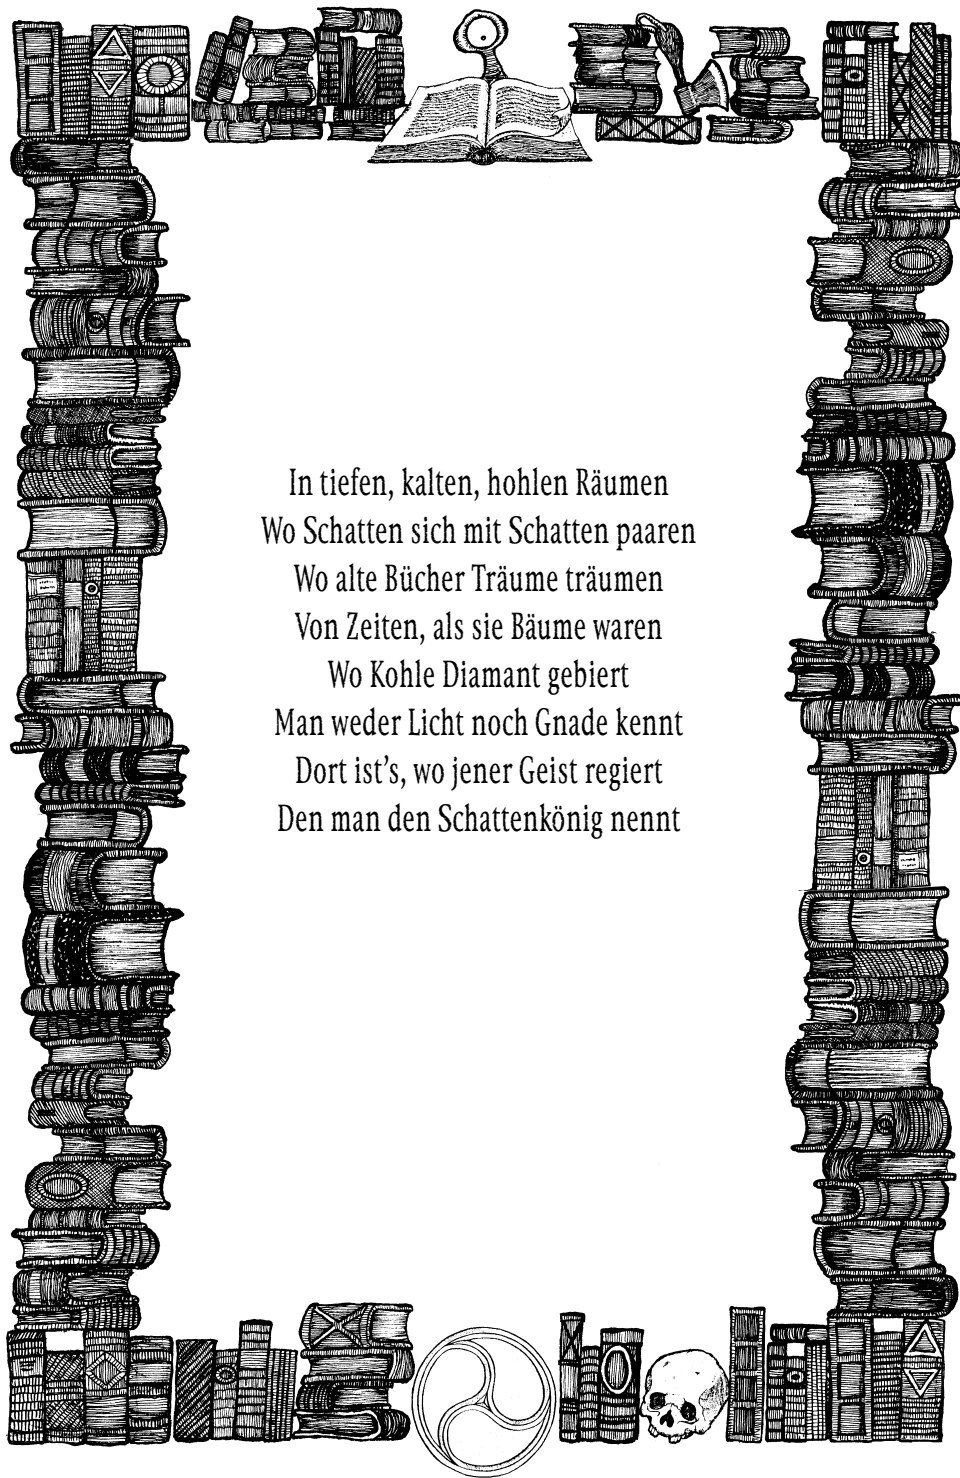 In tiefen, kalten, hohlen Räumen
Wo Schatten sich mit Schatten paaren
Wo alte Bücher Träume träumen
Von Zeiten, als sie Bäume waren
Wo Kohle Diamant gebiert
Man weder Licht noch Gnade kennt
Dort ist’s, wo jener Geist regiert
Den man den Schattenkönig nennt